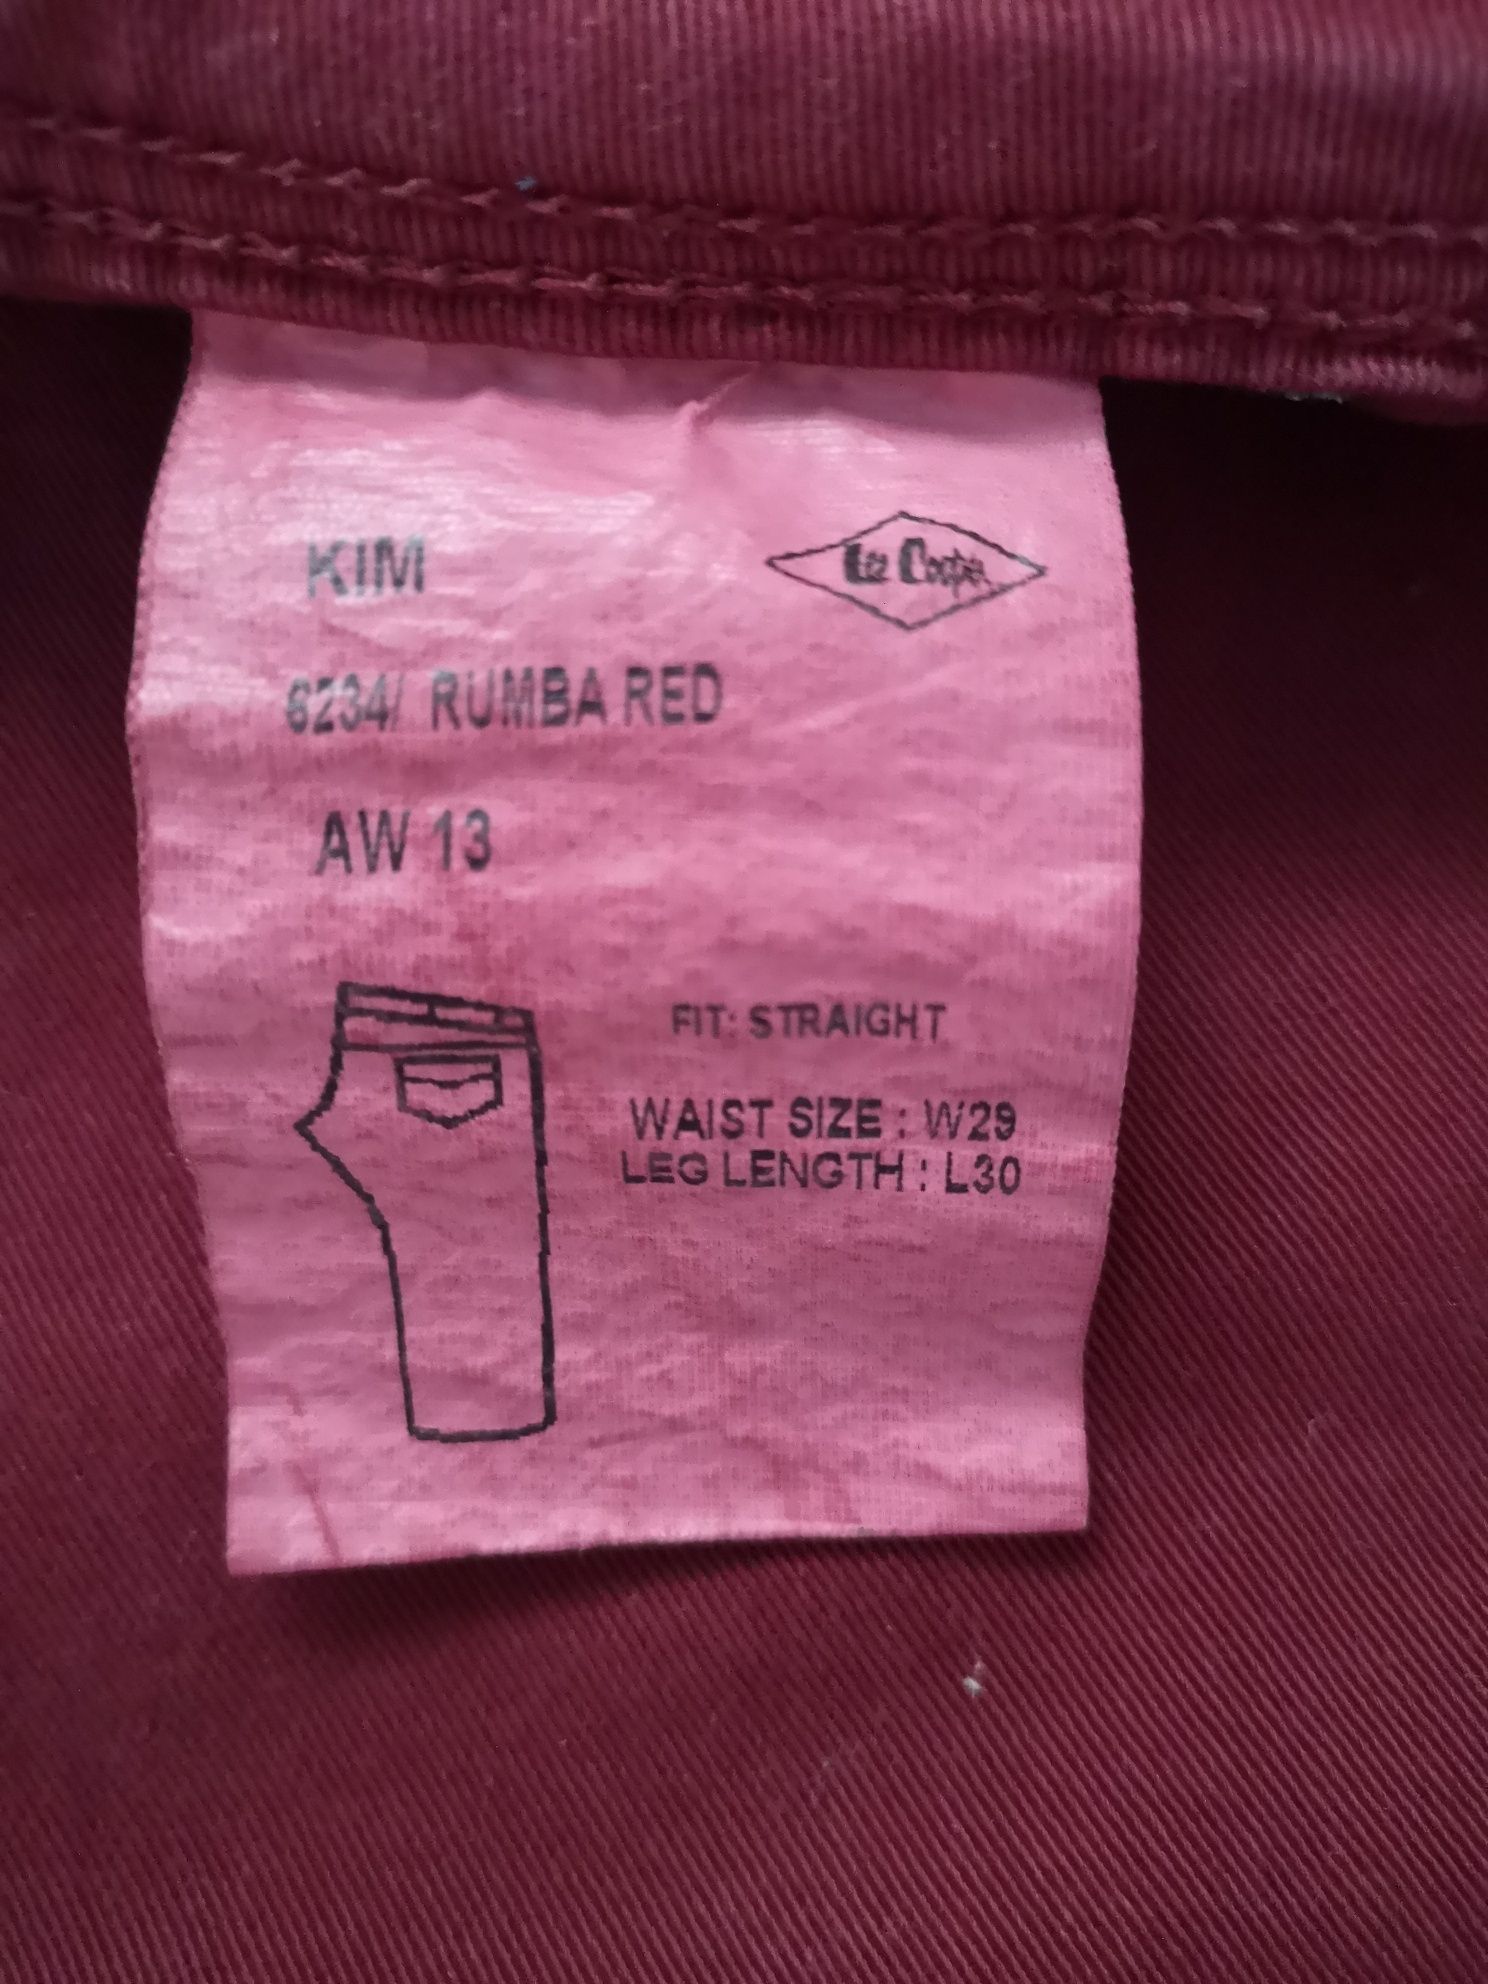 KIM
Lee Cooper
6234/ RUMBA RED
AW 13
FIT: STRAIGHT
WAIST SIZE : W29
LEG LENGTH : L30